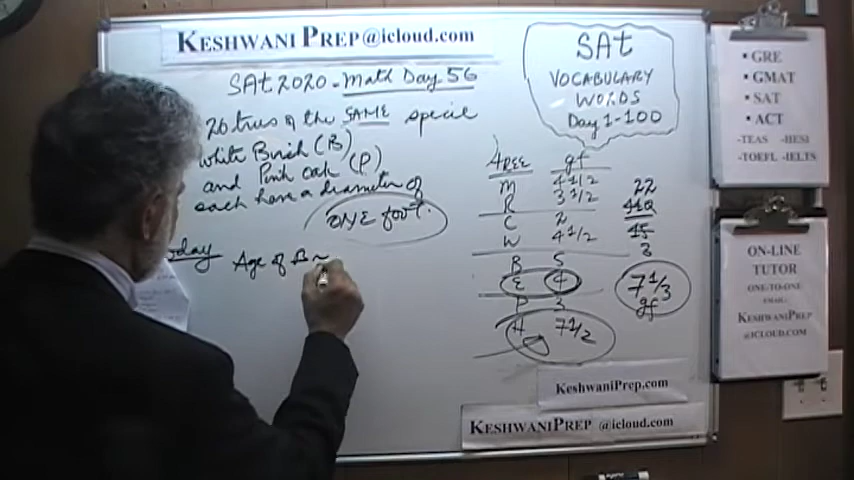 KESHWANI PREP@icloud.com
SAt 2020 - Math Day 56
26 trees of the SAME specie
white Birch (B)
and Pink oak (P)
each have a diameter of
ONE foot.
day Age of B ~
SAt
VOCABULARY
WORDS
Day 1-100
TREE gf
M 4 1/2
R 3 1/2
C 2
W 4 1/2
B 5
E 4
P 3
A 7 1/2
22
15
3
7 1/3
gf
KESHWANIPREP.COM
KESHWANIPREP @icloud.com
GRE
GMAT
SAT
ACT
-TEAS -HESI
-TOEFL -IELTS
ON-LINE
TUTOR
ONE-TO-ONE
EMAIL:
KESHWANIPREP
@ICLOUD.COM